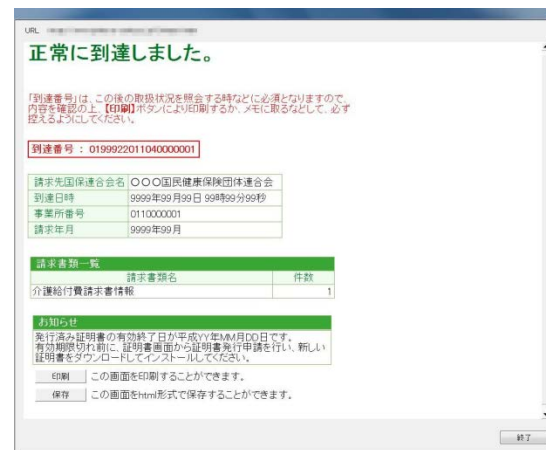 URL
正常に到達しました。
「到達番号」は、この後の取扱状況を照会する時などに必須となりますので、
内容を確認の上、【印刷】ボタンにより印刷するか、メモに取るなどして、必ず
控えるようにしてください。
到達番号 : 0199922011040000001
請求先国保連合会名 〇〇〇国民健康保険団体連合会
到達日時 9999年99月99日 99時99分99秒
事業所番号 0110000001
請求年月 9999年99月
請求書類一覧
請求書類名 件数
介護給付費請求書情報 1
お知らせ
発行済み証明書の有効終了日が平成YY年MM月DD日です。
有効期限切れ前に、証明書画面から証明書発行申請を行い、新しい
証明書をダウンロードしてインストールしてください。
印刷 この画面を印刷することができます。
保存 この画面をhtml形式で保存することができます。
終了